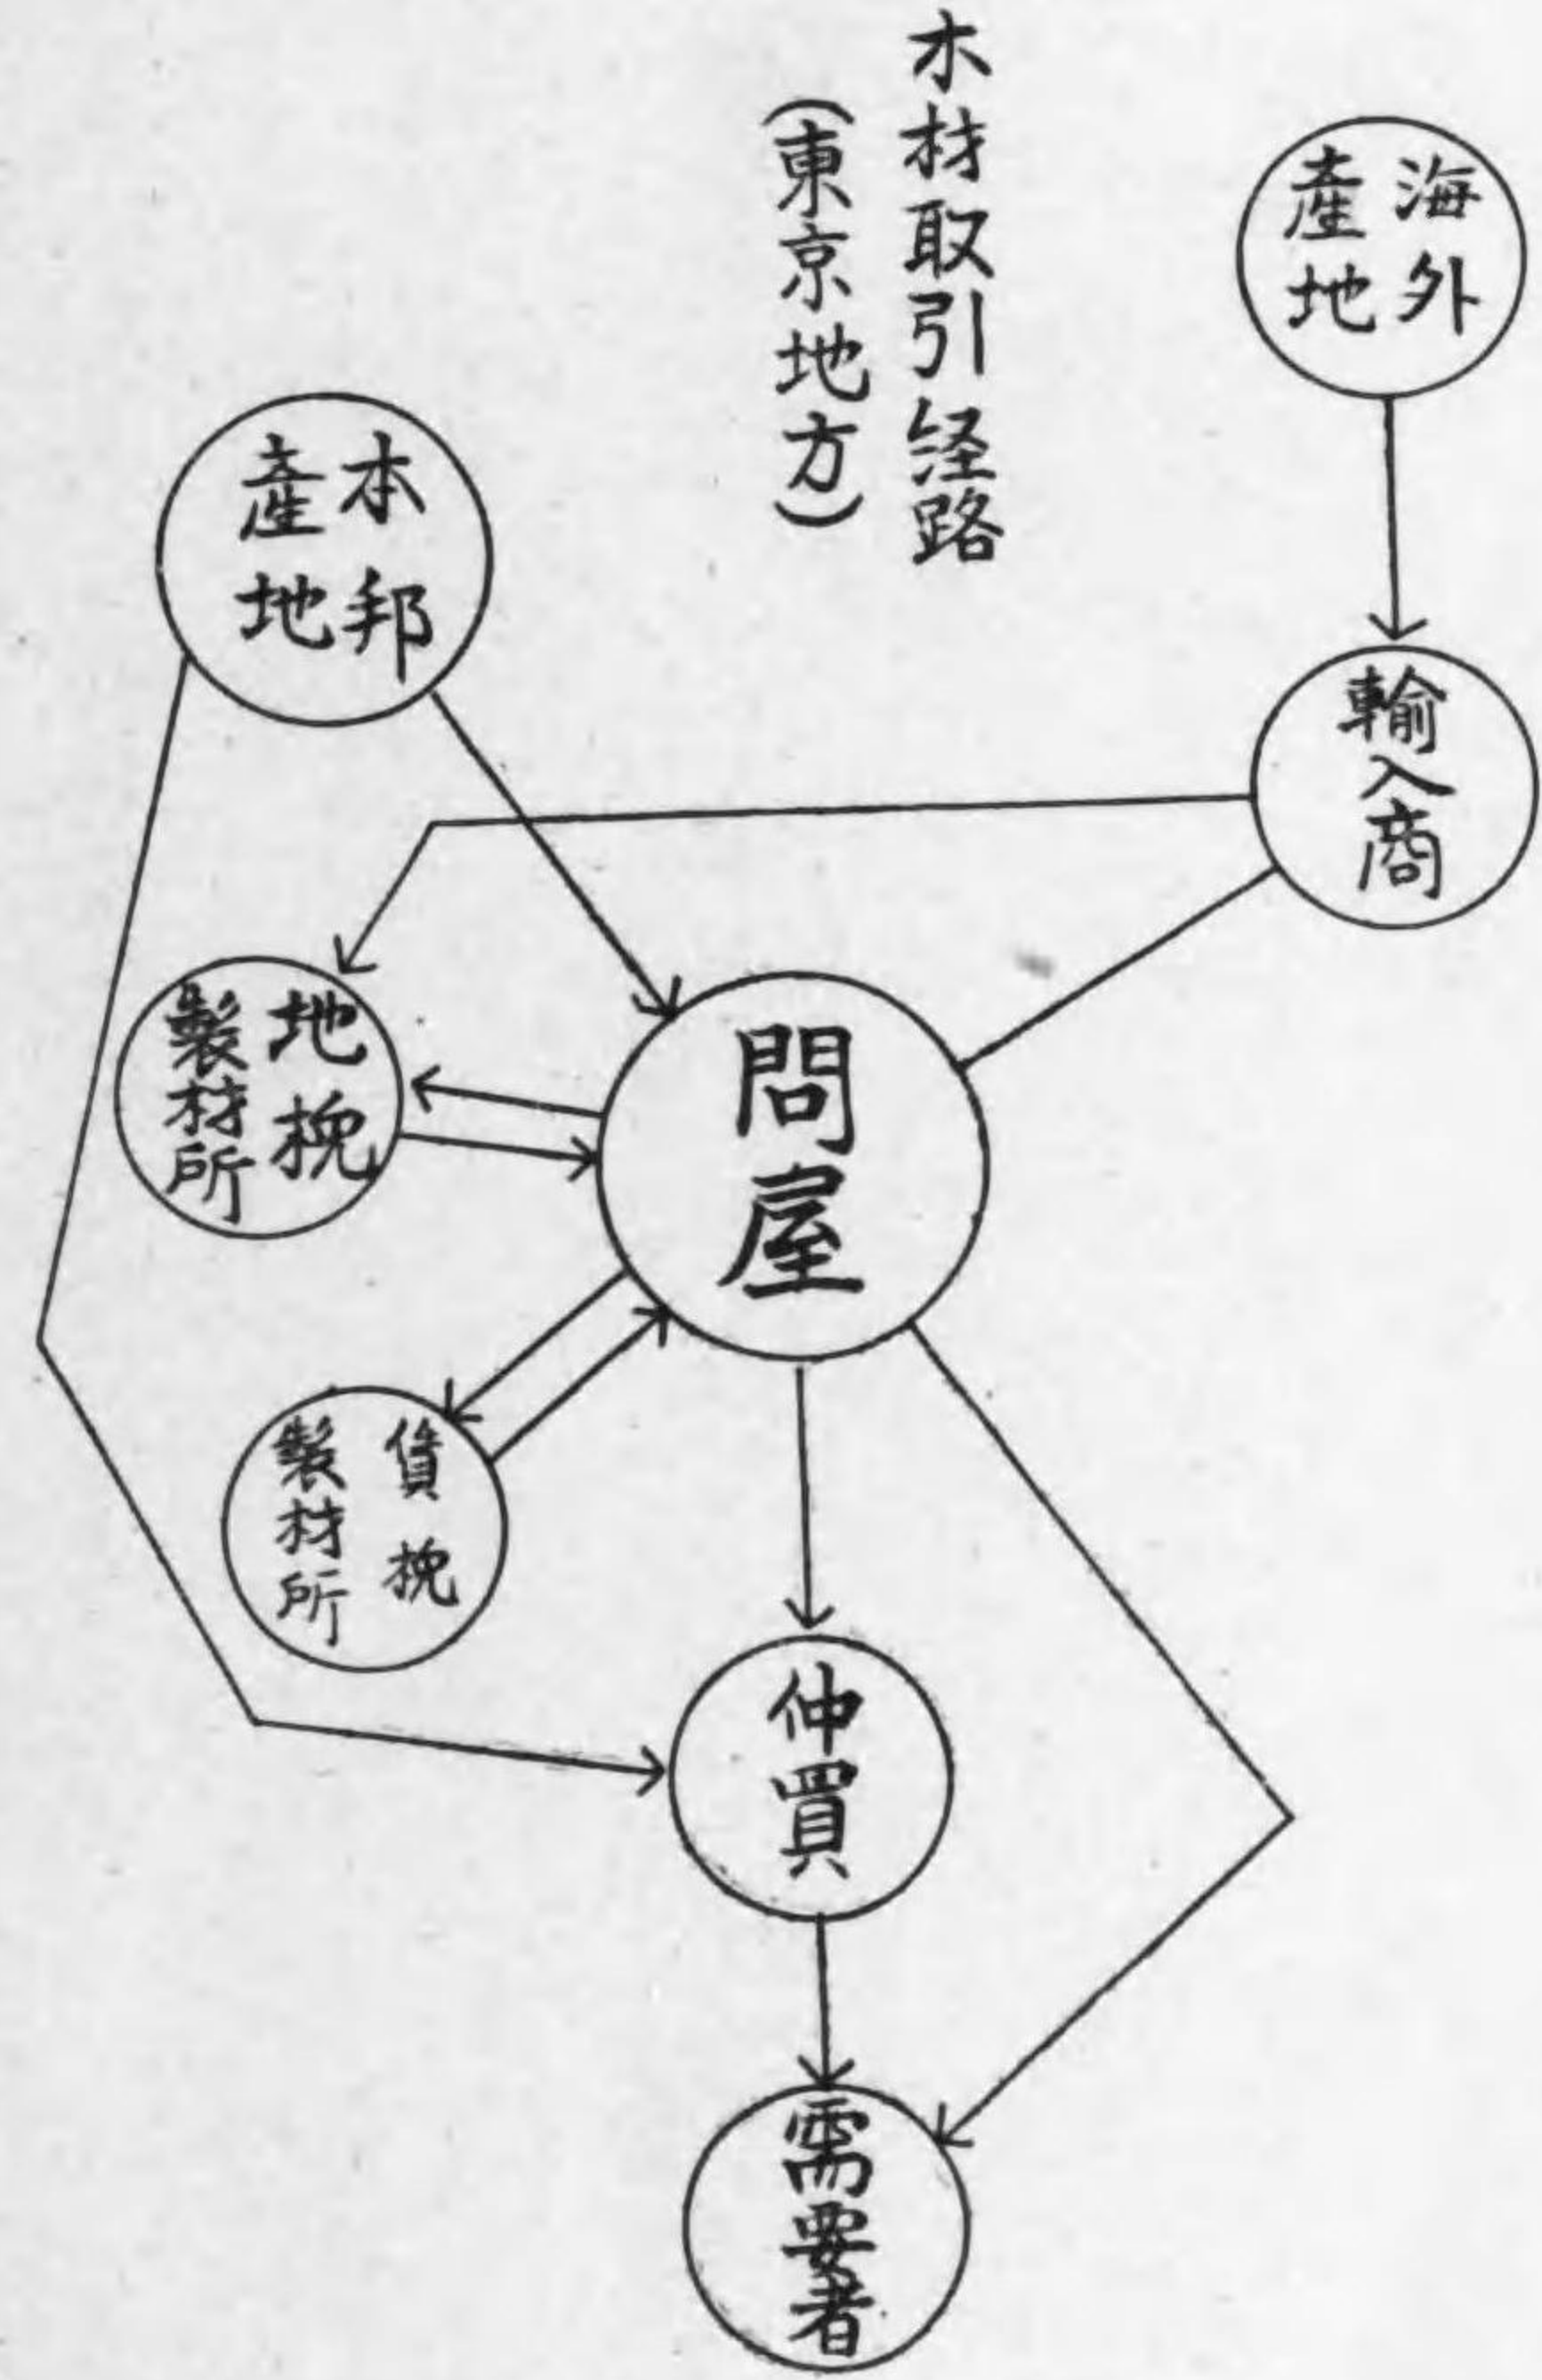 木材取引経路
(東京地方)
海外
產地
輸入商
本邦
產地
問屋
地挽
製材所
賃挽
製材所
仲買
需要者